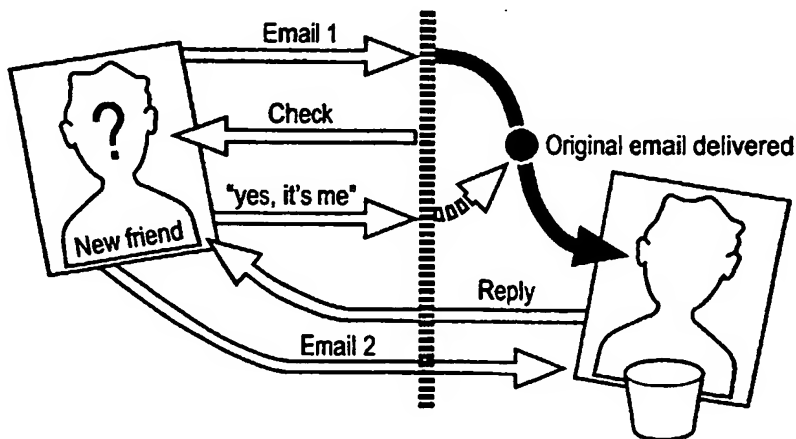 Email 1
Check
?
Original email delivered
"yes, it's me"
New friend
Reply
Email 2